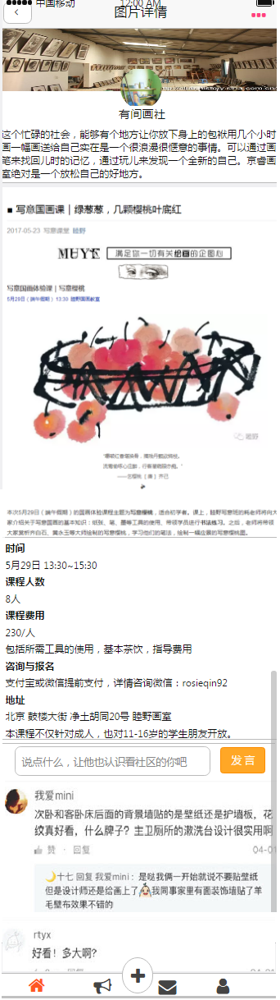 中国移动 12:00 AM
图片详情
有间画社
这个忙碌的社会，能够有个地方让你放下身上的包袱用几个小时
画一幅画送给自己实在是一个很浪漫很惬意的事情。可以通过画
笔来找回儿时的记忆，通过玩儿来发现一个全新的自己。京睿画
室绝对是一个放松自己的好地方。
■ 写意国画课 | 绿葱葱，几颗樱桃叶底红
2017-05-23 写意课堂 睦野
MUYE 满足你一切有关绘画的企图心
写意国画体验课 | 写意樱桃
5月29日（端午假期） 13:30 睦野国画教室
睦野
本次5月29日（端午假期）的国画体验课程主题为写意樱桃，适合初学者。课上，睦野写意班的耗老师将向大
家介绍关于写意国画的基本知识：纸张、笔、墨等工具的使用、带领学员进行书法练习。之后，老师将带领
大家赏析齐白石、黄永玉等大师绘制的写意樱桃，学习他们的笔法，绘制一幅应景的写意樱桃图。
时间
5月29日 13:30~15:30
课程人数
8人
课程费用
230/人
包括所需工具的使用，基本茶饮，指导费用
咨询与报名
支付宝或微信提前支付，详情咨询微信：rosieqin92
地址
北京 鼓楼大街 净土胡同20号 睦野画室
本课程不仅针对成人，也对11-16岁的学生朋友开放。
说点什么，让他也认识看社区的你吧 发言
我爱mini
次卧和客卧床后面的背景墙贴的是壁纸还是护墙板，花
纹真好看，什么牌子？主卫厕所的漱洗台设计很实用啊
赞 · 回复 04-01
🌙十七 回复 我爱mini：是哒我俩一开始就说不要贴壁纸
但是设计师还是给画上了 我同事家里有面装饰墙贴了羊
毛壁布效果不错的
rtyx
好看！多大啊？